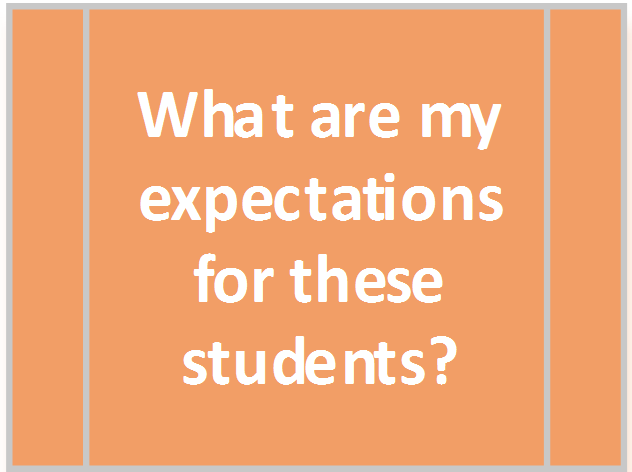 What are my
expectations
for these
students?